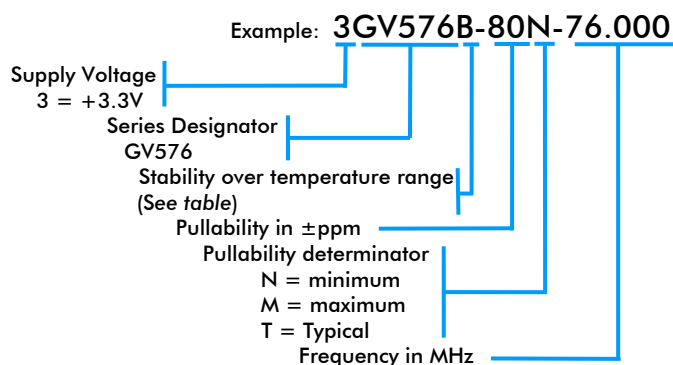 Example: 3GV576B-80N-76.000
Supply Voltage
3 = +3.3V
Series Designator
GV576
Stability over temperature range
(See table)
Pullability in ±ppm
Pullability determinator
N = minimum
M = maximum
T = Typical
Frequency in MHz